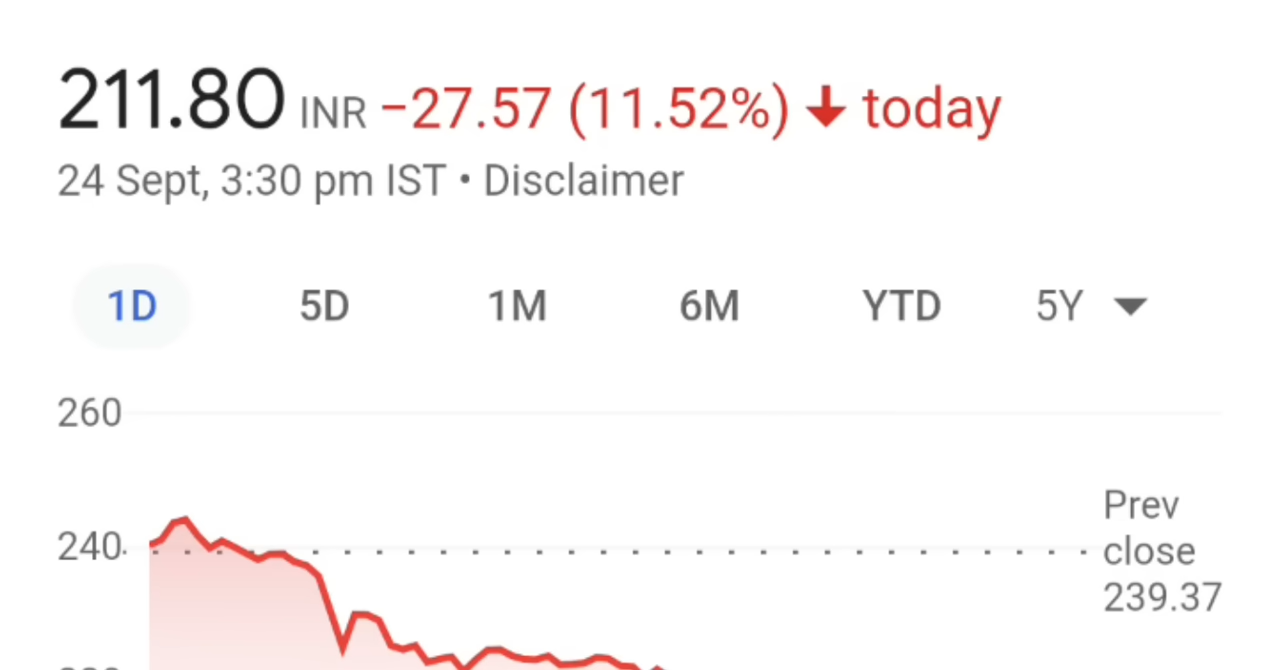 211.80 INR −27.57 (11.52%) ↓ today
24 Sept, 3:30 pm IST • Disclaimer
1D 5D 1M 6M YTD 5Y
260
240
Prev
close
239.37